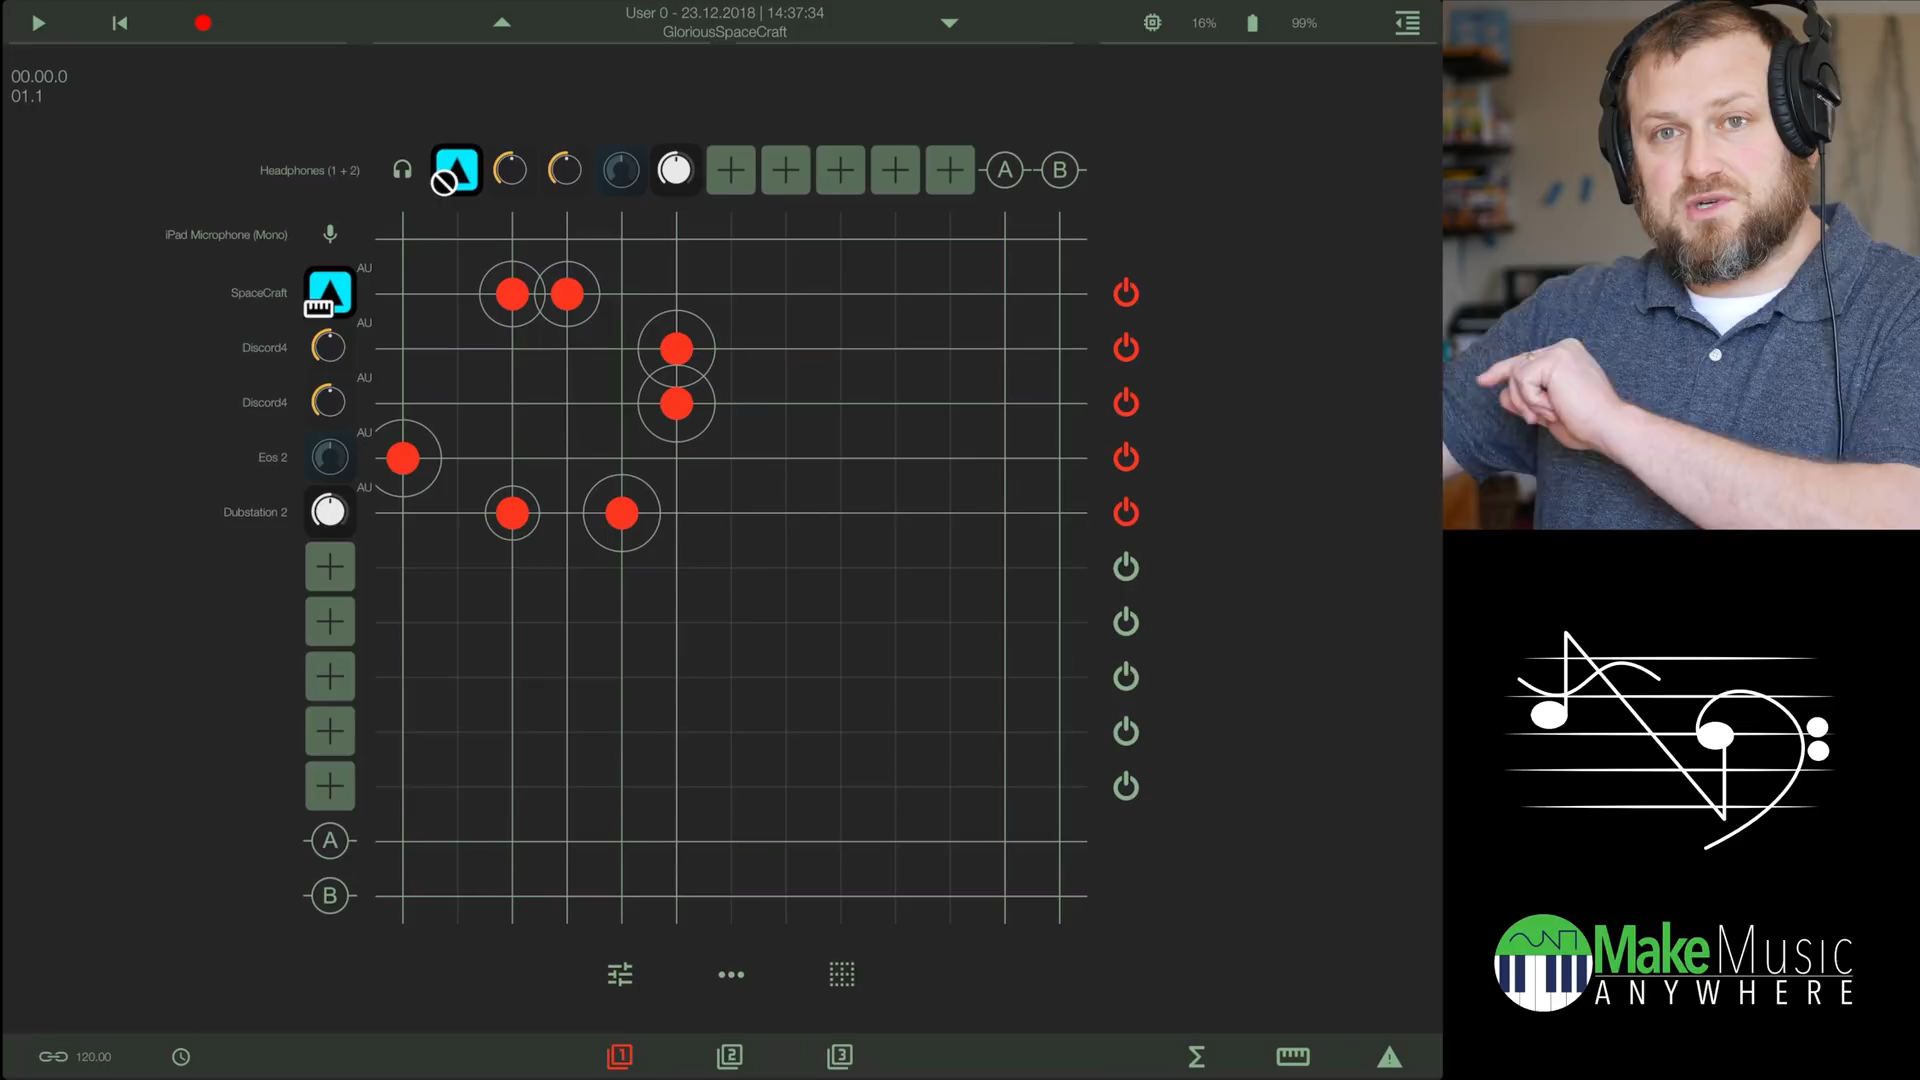 User 0 - 23.12.2018 | 14:37:34
GloriousSpaceCraft
16%
99%
00.00.0
01.1
Headphones (1 + 2)
A
B
iPad Microphone (Mono)
AU
SpaceCraft
AU
Discord4
AU
Discord4
AU
Eos 2
AU
Dubstation 2
A
B
120.00
1
2
3
Make Music
ANYWHERE